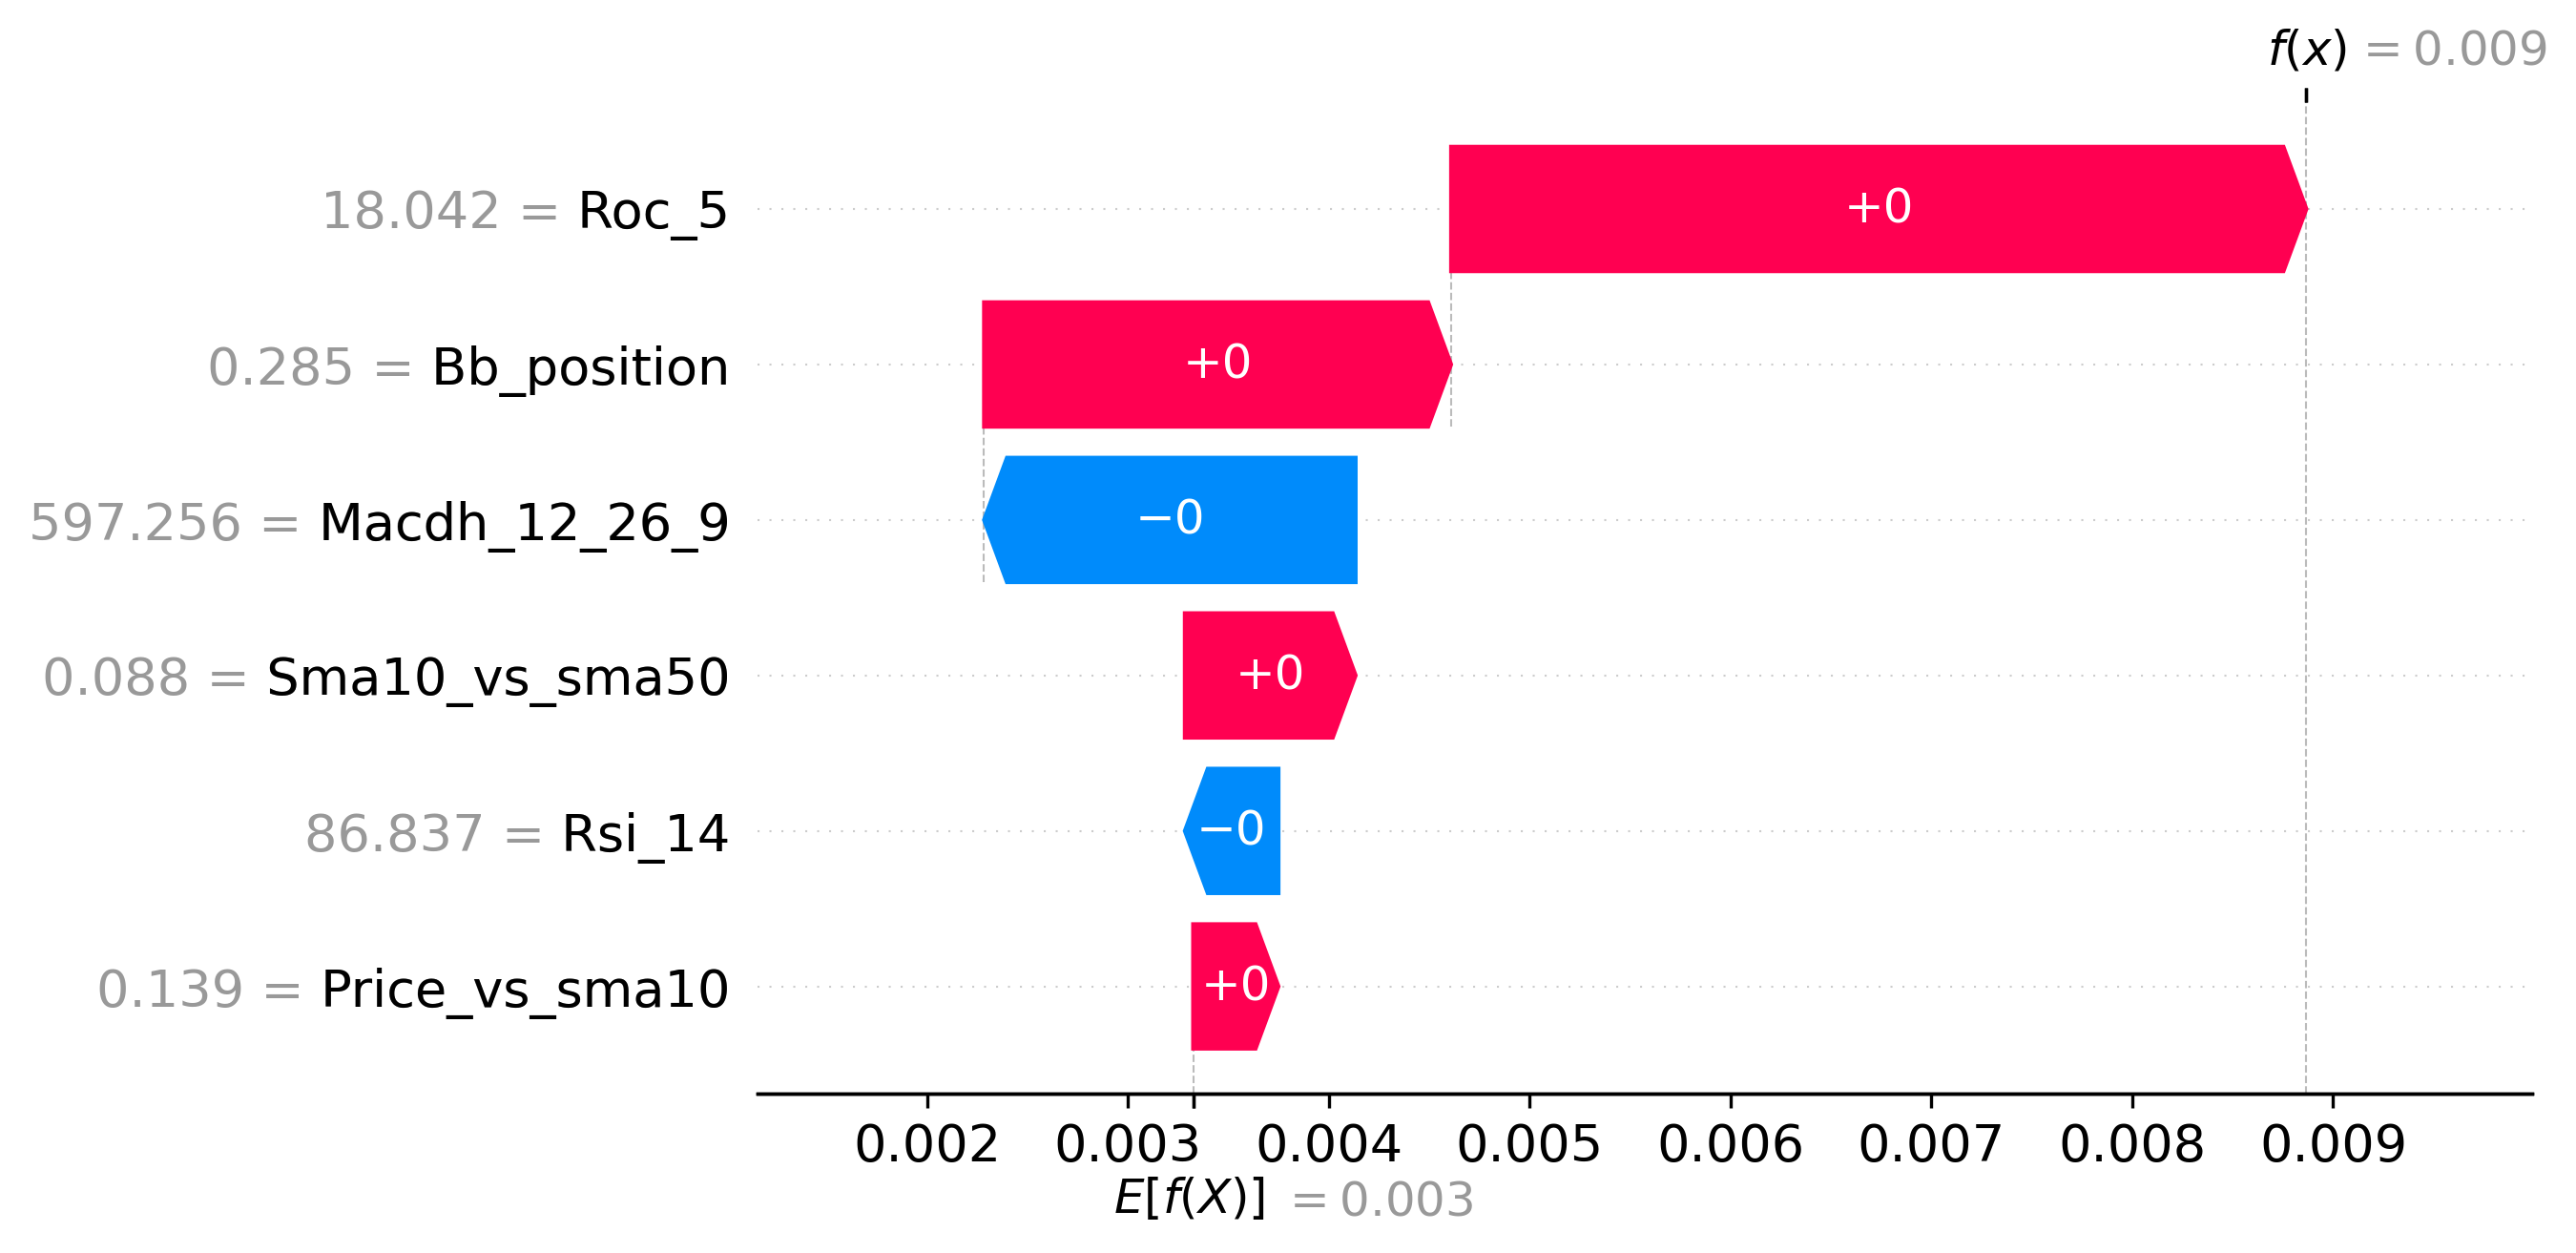 f(x) = 0.009
18.042 = Roc_5 +0
0.285 = Bb_position +0
597.256 = Macdh_12_26_9 −0
0.088 = Sma10_vs_sma50 +0
86.837 = Rsi_14 −0
0.139 = Price_vs_sma10 +0
0.002 0.003 0.004 0.005 0.006 0.007 0.008 0.009
E[f(X)] = 0.003